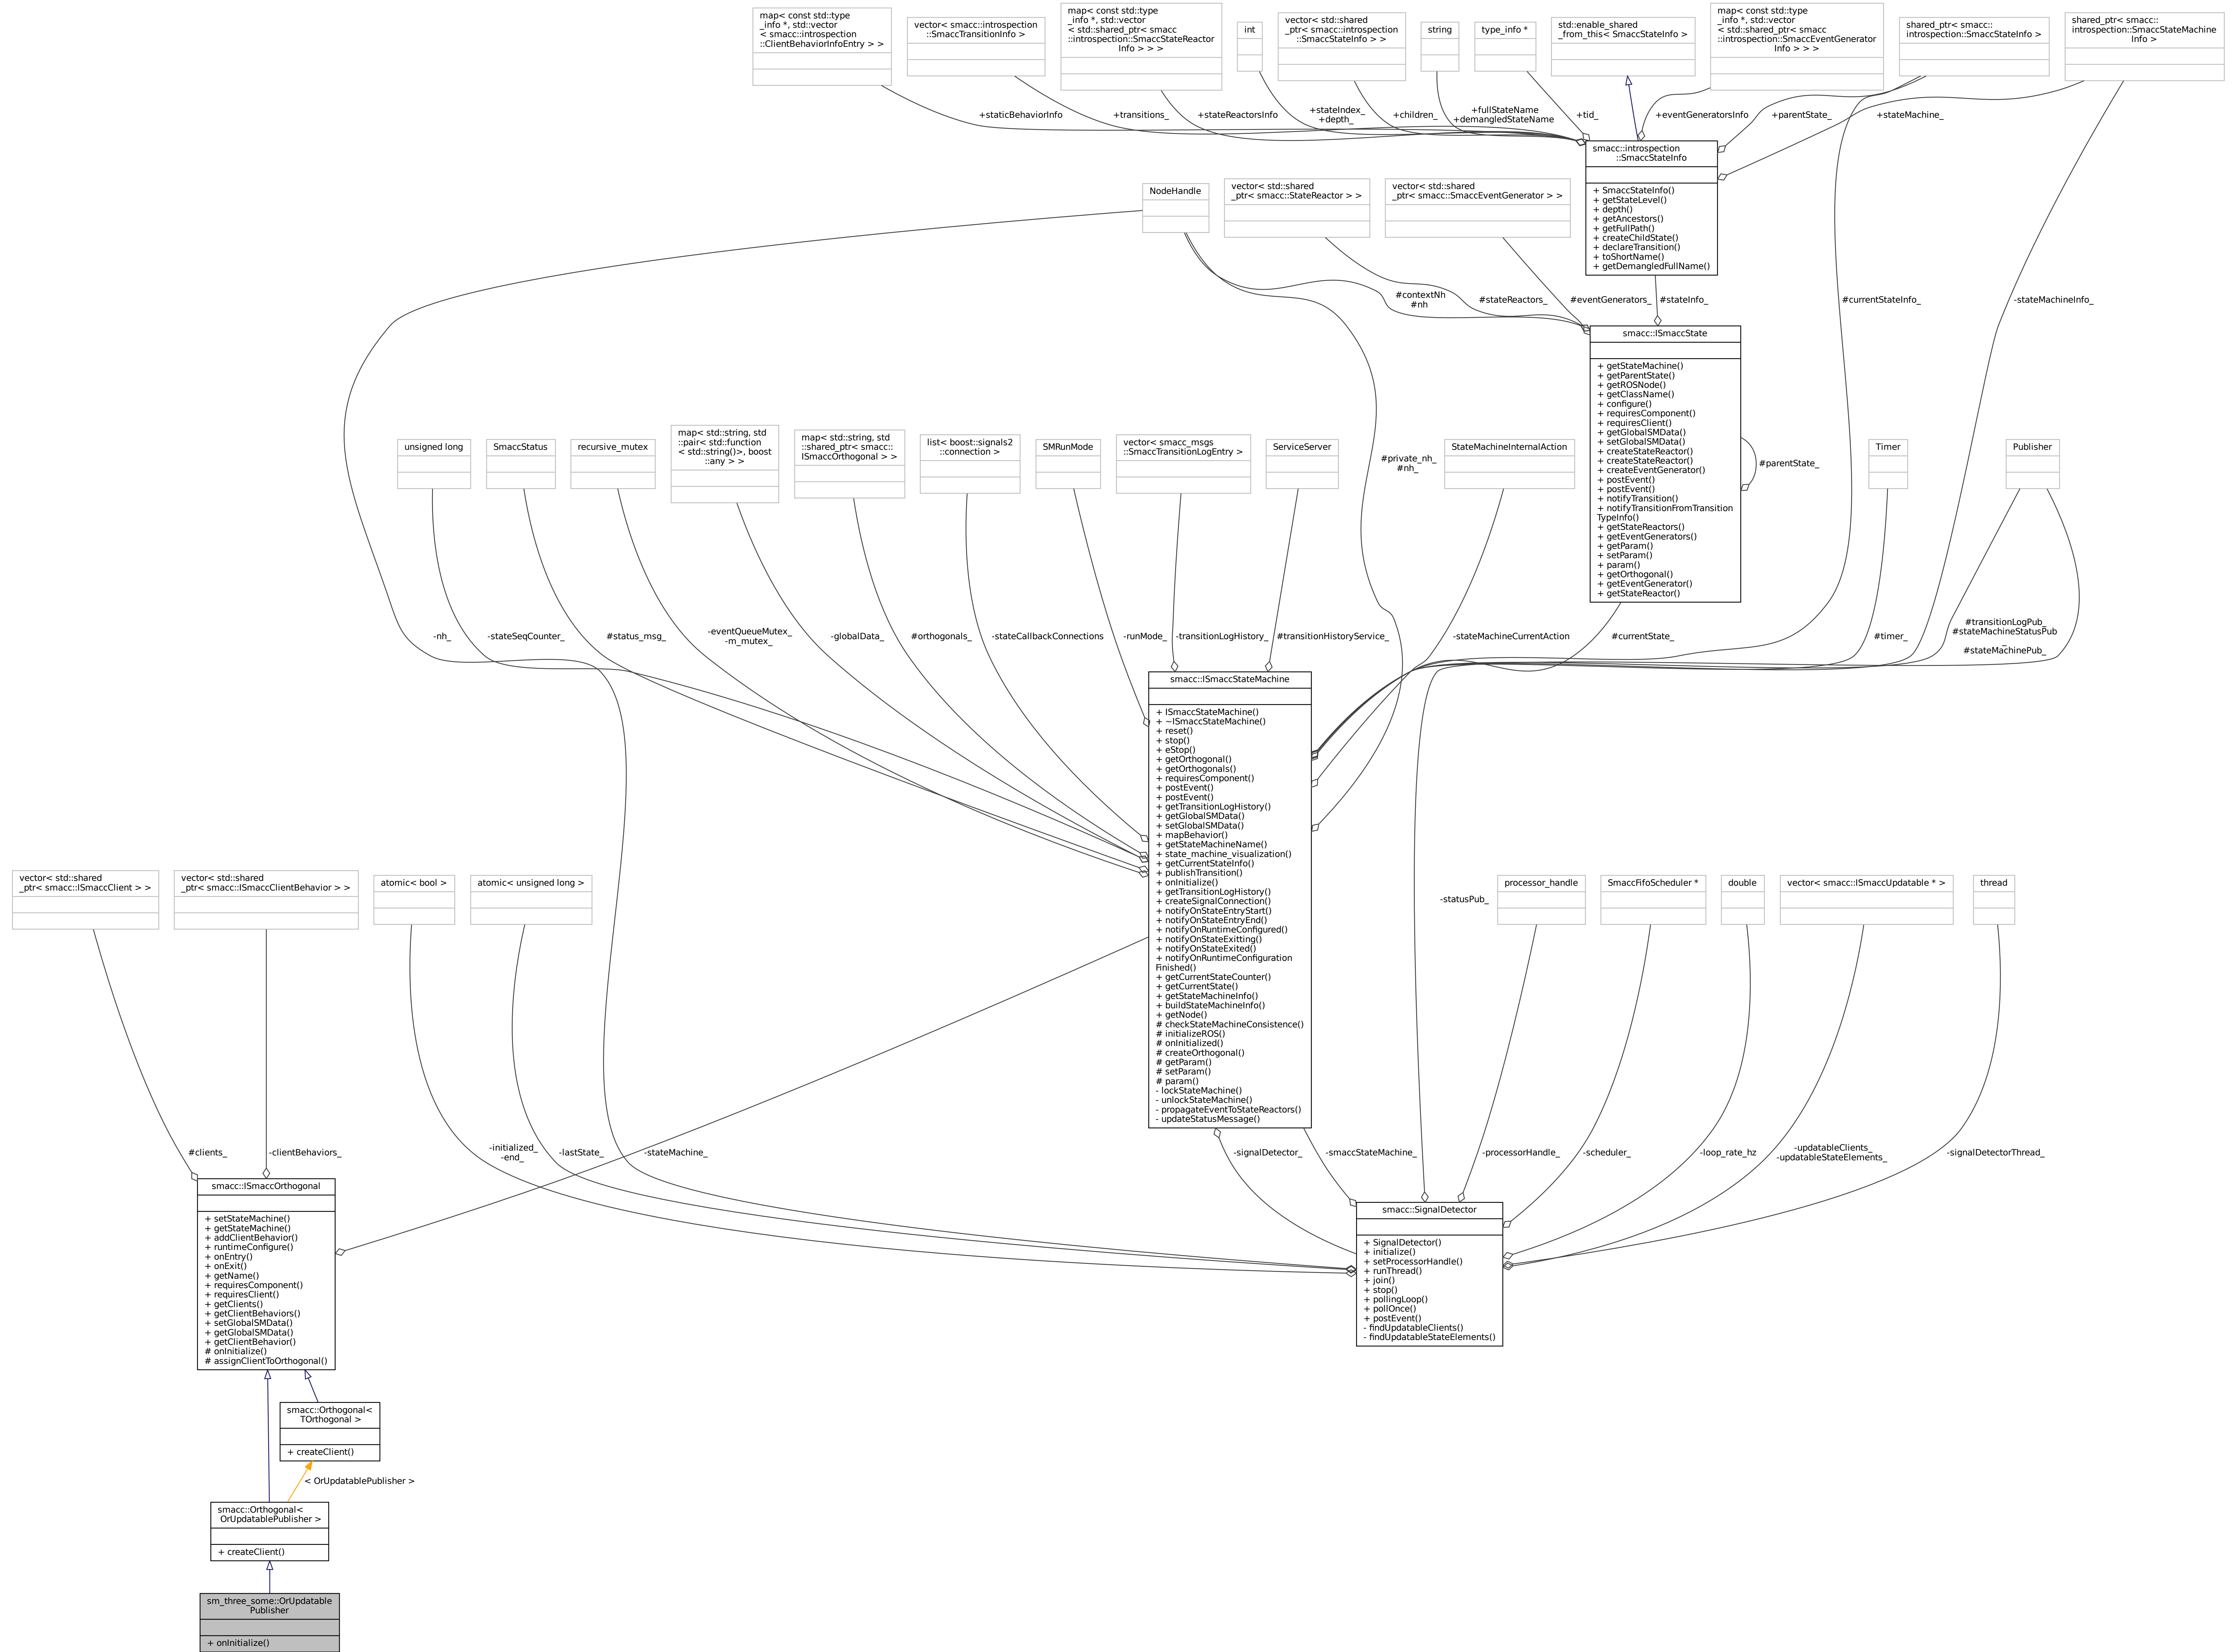 map< const std::type
_info *, std::vector
< smacc::introspection
::ClientBehaviorInfoEntry > >
vector< smacc::introspection
::SmaccTransitionInfo >
map< const std::type
_info *, std::vector
< std::shared_ptr< smacc
::introspection::SmaccStateReactor
Info > > >
int
vector< std::shared
_ptr< smacc::introspection
::SmaccStateInfo > >
string
type_info *
std::enable_shared
_from_this< SmaccStateInfo >
map< const std::type
_info *, std::vector
< std::shared_ptr< smacc
::introspection::SmaccEventGenerator
Info > > >
shared_ptr< smacc::
introspection::SmaccStateInfo >
shared_ptr< smacc::
introspection::SmaccStateMachine
Info >
+staticBehaviorInfo
+transitions_
+stateReactorsInfo
+stateIndex_
+depth_
+children_
+fullStateName
+demangledStateName
+tid_
+eventGeneratorsInfo
+parentState_
+stateMachine_
smacc::introspection
::SmaccStateInfo
+ SmaccStateInfo()
+ getStateLevel()
+ depth()
+ getAncestors()
+ getFullPath()
+ createChildState()
+ declareTransition()
+ toShortName()
+ getDemangledFullName()
NodeHandle
vector< std::shared
_ptr< smacc::StateReactor > >
vector< std::shared
_ptr< smacc::SmaccEventGenerator > >
#contextNh
#nh
#stateReactors_
#eventGenerators_
#stateInfo_
#currentStateInfo_
-stateMachineInfo_
smacc::ISmaccState
+ getStateMachine()
+ getParentState()
+ getROSNode()
+ getClassName()
+ configure()
+ requiresComponent()
+ requiresClient()
+ getGlobalSMData()
+ setGlobalSMData()
+ createStateReactor()
+ createStateReactor()
+ createEventGenerator()
+ postEvent()
+ postEvent()
+ notifyTransition()
+ notifyTransitionFromTransition
TypeInfo()
+ getStateReactors()
+ getEventGenerators()
+ getParam()
+ setParam()
+ param()
+ getOrthogonal()
+ getEventGenerator()
+ getStateReactor()
#parentState_
unsigned long
SmaccStatus
recursive_mutex
map< std::string, std
::pair< std::function
< std::string()>, boost
::any > >
map< std::string, std
::shared_ptr< smacc::
ISmaccOrthogonal > >
list< boost::signals2
::connection >
SMRunMode
vector< smacc_msgs
::SmaccTransitionLogEntry >
ServiceServer
#private_nh_
#nh_
StateMachineInternalAction
Timer
Publisher
-nh_
-stateSeqCounter_
#status_msg_
-eventQueueMutex_
-m_mutex_
-globalData_
#orthogonals_
-stateCallbackConnections
-runMode_
-transitionLogHistory_
#transitionHistoryService_
-stateMachineCurrentAction
#currentState_
#timer_
#transitionLogPub_
#stateMachineStatusPub
_
#stateMachinePub_
smacc::ISmaccStateMachine
+ ISmaccStateMachine()
+ ~ISmaccStateMachine()
+ reset()
+ stop()
+ eStop()
+ getOrthogonal()
+ getOrthogonals()
+ requiresComponent()
+ postEvent()
+ postEvent()
+ getTransitionLogHistory()
+ getGlobalSMData()
+ setGlobalSMData()
+ mapBehavior()
+ getStateMachineName()
+ state_machine_visualization()
+ getCurrentStateInfo()
+ publishTransition()
+ onInitialize()
+ getTransitionLogHistory()
+ createSignalConnection()
+ notifyOnStateEntryStart()
+ notifyOnStateEntryEnd()
+ notifyOnRuntimeConfigured()
+ notifyOnStateExitting()
+ notifyOnStateExited()
+ notifyOnRuntimeConfiguration
Finished()
+ getCurrentStateCounter()
+ getCurrentState()
+ getStateMachineInfo()
+ buildStateMachineInfo()
+ getNode()
# checkStateMachineConsistence()
# initializeROS()
# onInitialized()
# createOrthogonal()
# getParam()
# setParam()
# param()
- lockStateMachine()
- unlockStateMachine()
- propagateEventToStateReactors()
- updateStatusMessage()
vector< std::shared
_ptr< smacc::ISmaccClient > >
vector< std::shared
_ptr< smacc::ISmaccClientBehavior > >
atomic< bool >
atomic< unsigned long >
-statusPub_
processor_handle
SmaccFifoScheduler *
double
vector< smacc::ISmaccUpdatable * >
thread
#clients_
-clientBehaviors_
-initialized_
-end_
-lastState_
-stateMachine_
-signalDetector_
-smaccStateMachine_
-processorHandle_
-scheduler_
-loop_rate_hz
-updatableClients_
-updatableStateElements_
-signalDetectorThread_
smacc::ISmaccOrthogonal
+ setStateMachine()
+ getStateMachine()
+ addClientBehavior()
+ runtimeConfigure()
+ onEntry()
+ onExit()
+ getName()
+ requiresComponent()
+ requiresClient()
+ getClients()
+ getClientBehaviors()
+ setGlobalSMData()
+ getGlobalSMData()
+ getClientBehavior()
# onInitialize()
# assignClientToOrthogonal()
smacc::SignalDetector
+ SignalDetector()
+ initialize()
+ setProcessorHandle()
+ runThread()
+ join()
+ stop()
+ pollingLoop()
+ pollOnce()
+ postEvent()
- findUpdatableClients()
- findUpdatableStateElements()
smacc::Orthogonal<
TOrthogonal >
+ createClient()
< OrUpdatablePublisher >
smacc::Orthogonal<
OrUpdatablePublisher >
+ createClient()
sm_three_some::OrUpdatable
Publisher
+ onInitialize()